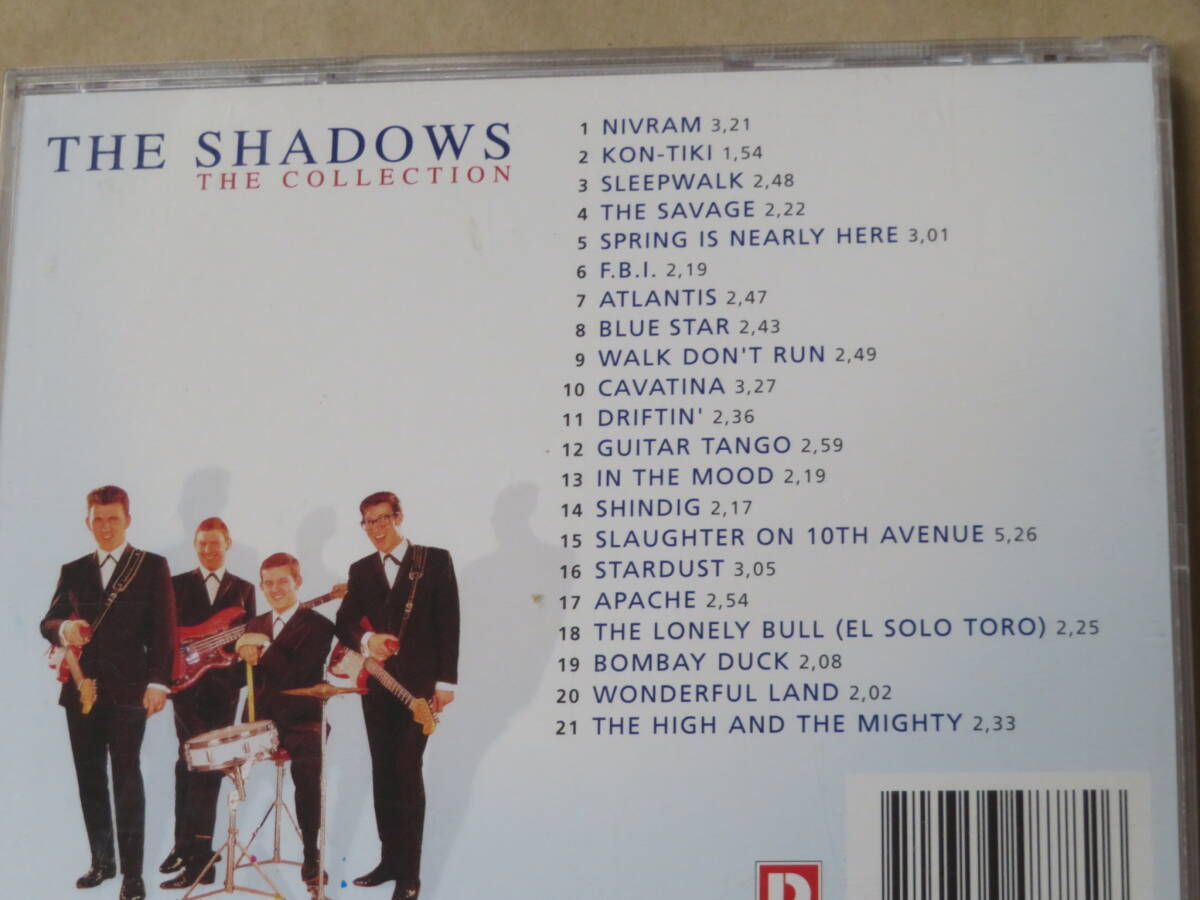 THE SHADOWS
THE COLLECTION
1 NIVRAM 3,21
2 KON-TIKI 1,54
3 SLEEPWALK 2,48
4 THE SAVAGE 2,22
5 SPRING IS NEARLY HERE 3,01
6 F.B.I. 2,19
7 ATLANTIS 2,47
8 BLUE STAR 2,43
9 WALK DON'T RUN 2,49
10 CAVATINA 3,27
11 DRIFTIN' 2,36
12 GUITAR TANGO 2,59
13 IN THE MOOD 2,19
14 SHINDIG 2,17
15 SLAUGHTER ON 10TH AVENUE 5,26
16 STARDUST 3,05
17 APACHE 2,54
18 THE LONELY BULL (EL SOLO TORO) 2,25
19 BOMBAY DUCK 2,08
20 WONDERFUL LAND 2,02
21 THE HIGH AND THE MIGHTY 2,33